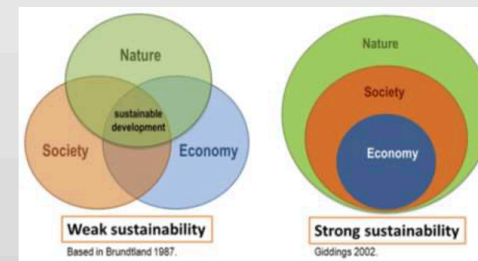 Nature
sustainable
development
Society
Economy
Weak sustainability
Based in Brundtland 1987.
Nature
Society
Economy
Strong sustainability
Giddings 2002.